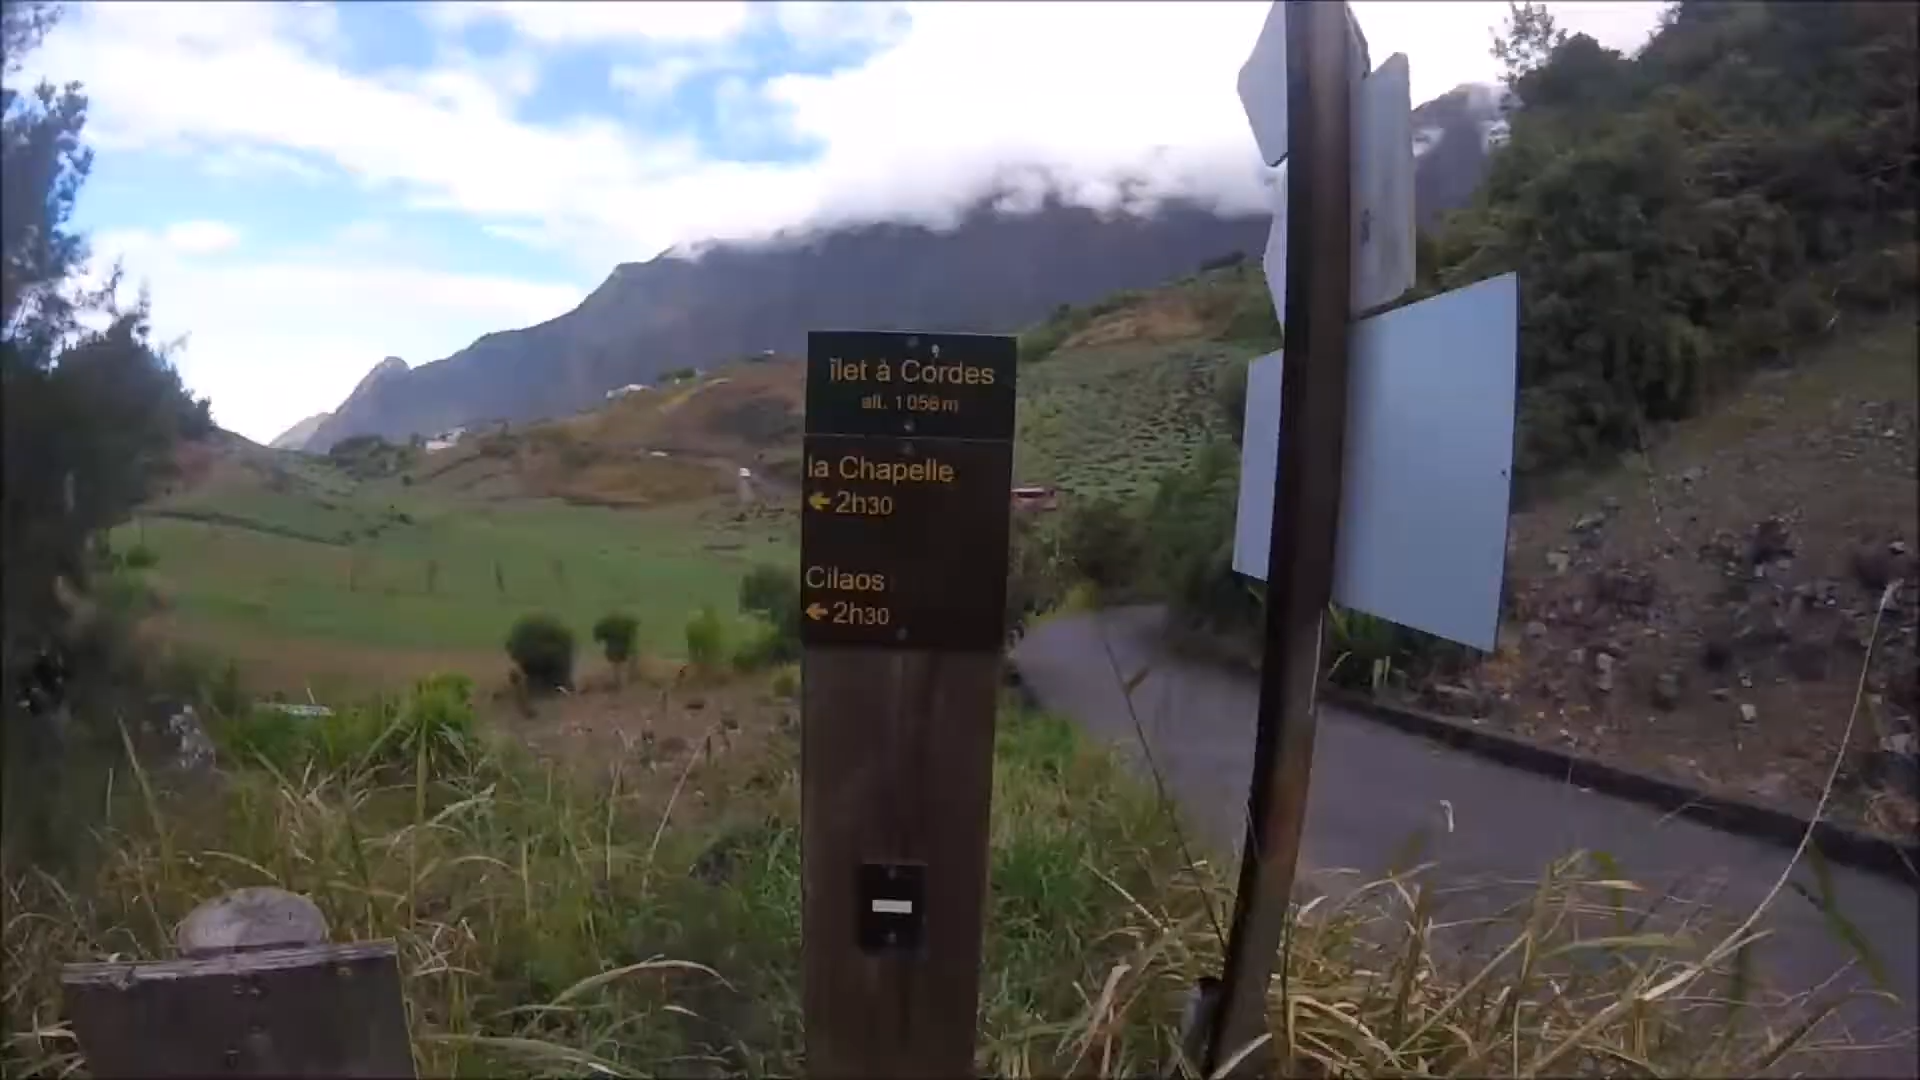 îlet à Cordes
alt. 1 056 m
la Chapelle
← 2h30
Cilaos
← 2h30